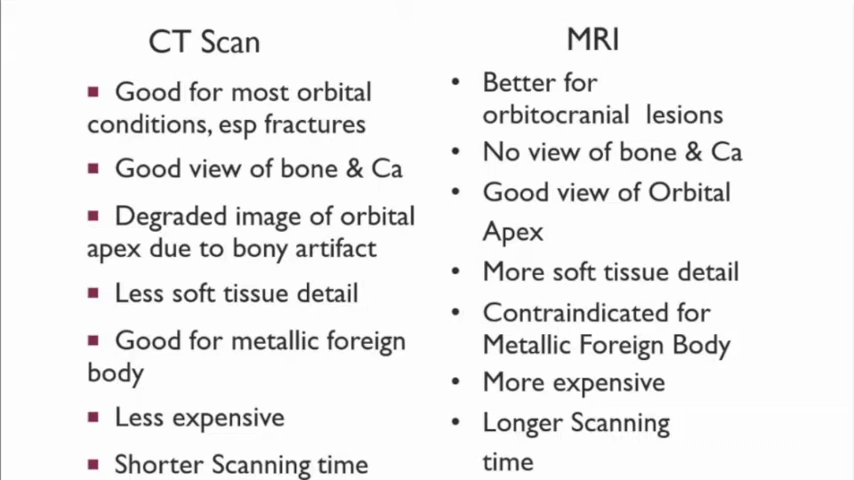 CT Scan
Good for most orbital
conditions, esp fractures
Good view of bone & Ca
Degraded image of orbital
apex due to bony artifact
Less soft tissue detail
Good for metallic foreign
body
Less expensive
Shorter Scanning time
MRI
Better for
orbitocranial lesions
No view of bone & Ca
Good view of Orbital
Apex
More soft tissue detail
Contraindicated for
Metallic Foreign Body
More expensive
Longer Scanning
time